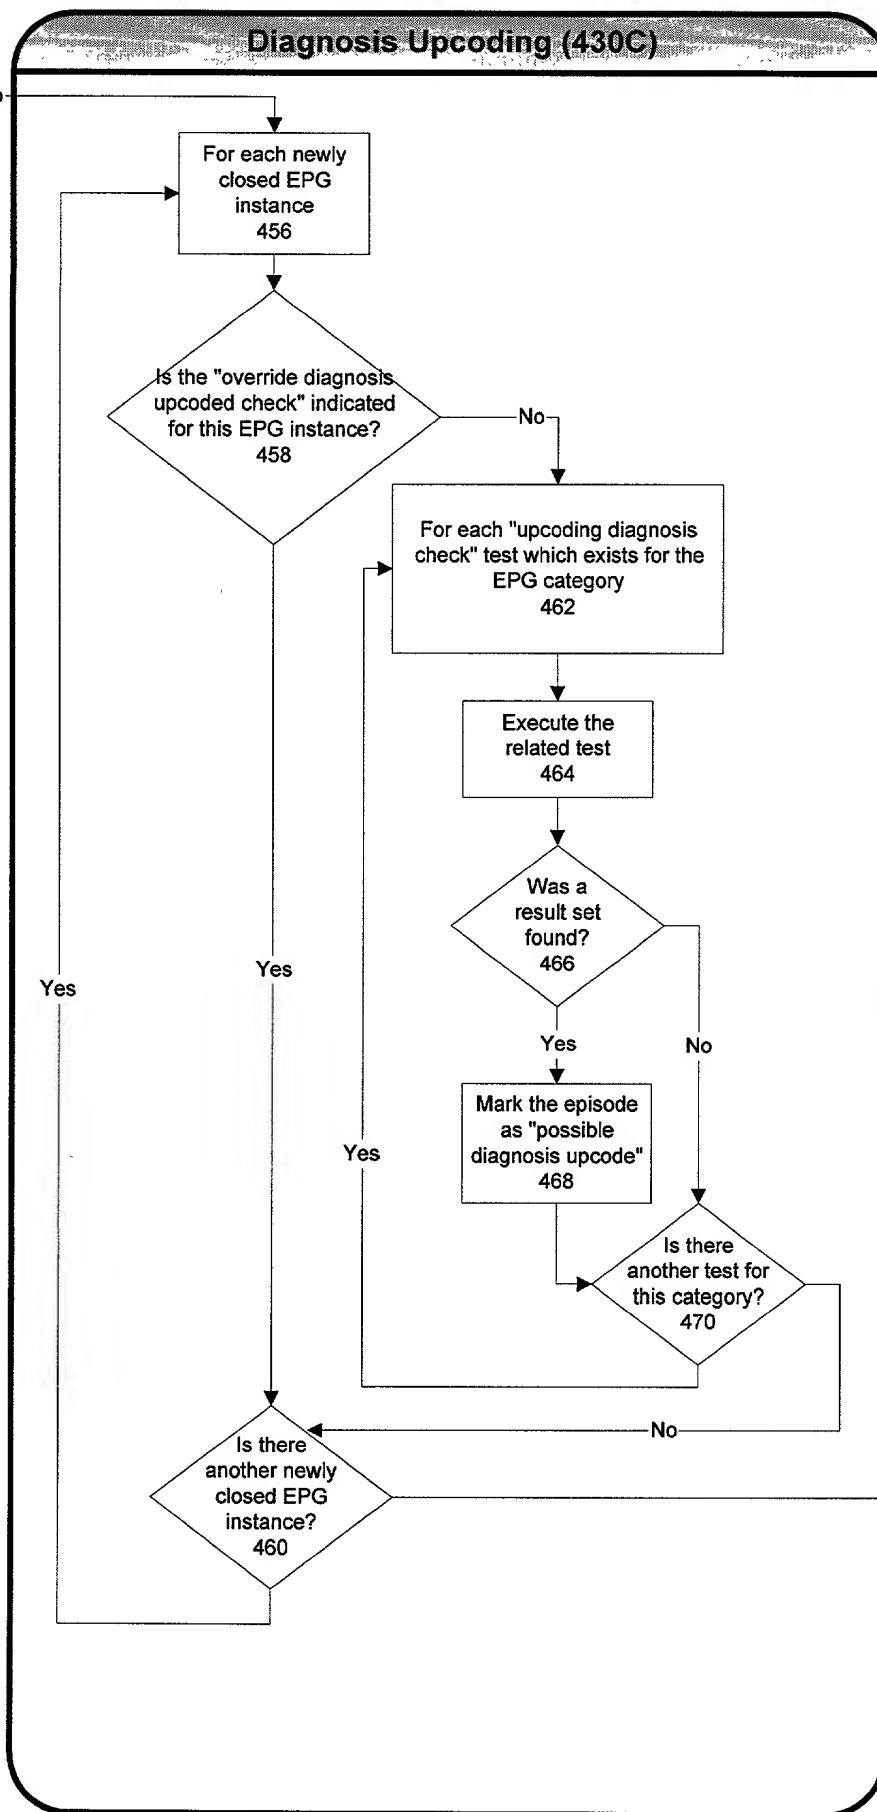 Diagnosis Upcoding (430C)
For each newly
closed EPG
instance
456
Is the "override diagnosis
upcoded check" indicated
for this EPG instance?
458
No
For each "upcoding diagnosis
check" test which exists for the
EPG category
462
Execute the
related test
464
Was a
result set
found?
466
Yes
Yes
Yes
No
Mark the episode
as "possible
diagnosis upcode"
468
Yes
Is there
another test for
this category?
470
No
Is there
another newly
closed EPG
instance?
460